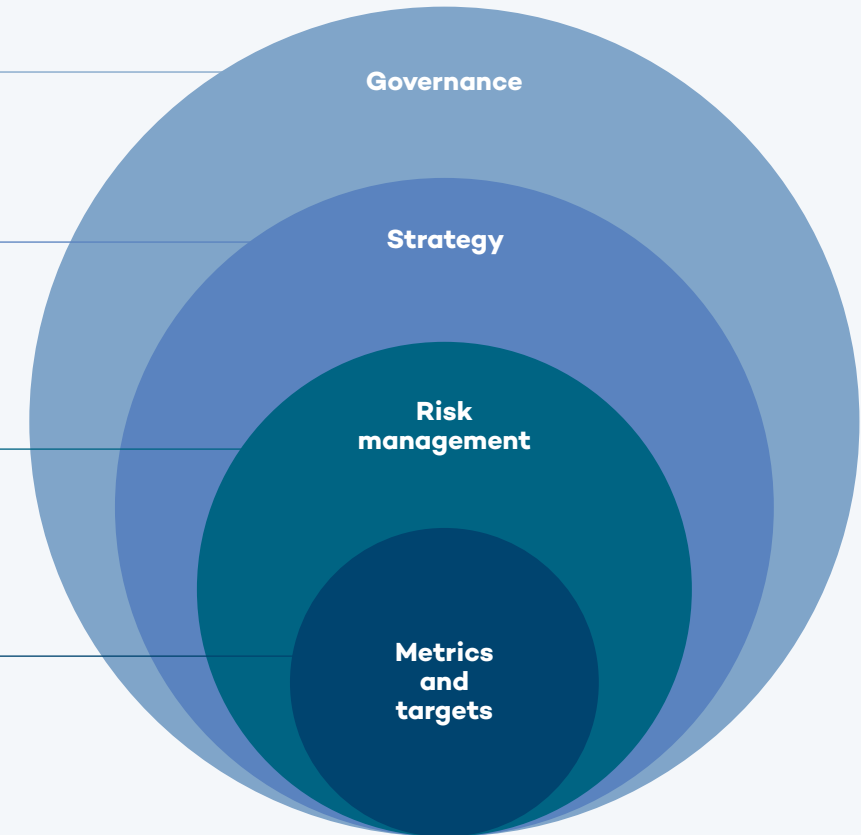 Governance
Strategy
Risk
management
Metrics
and
targets